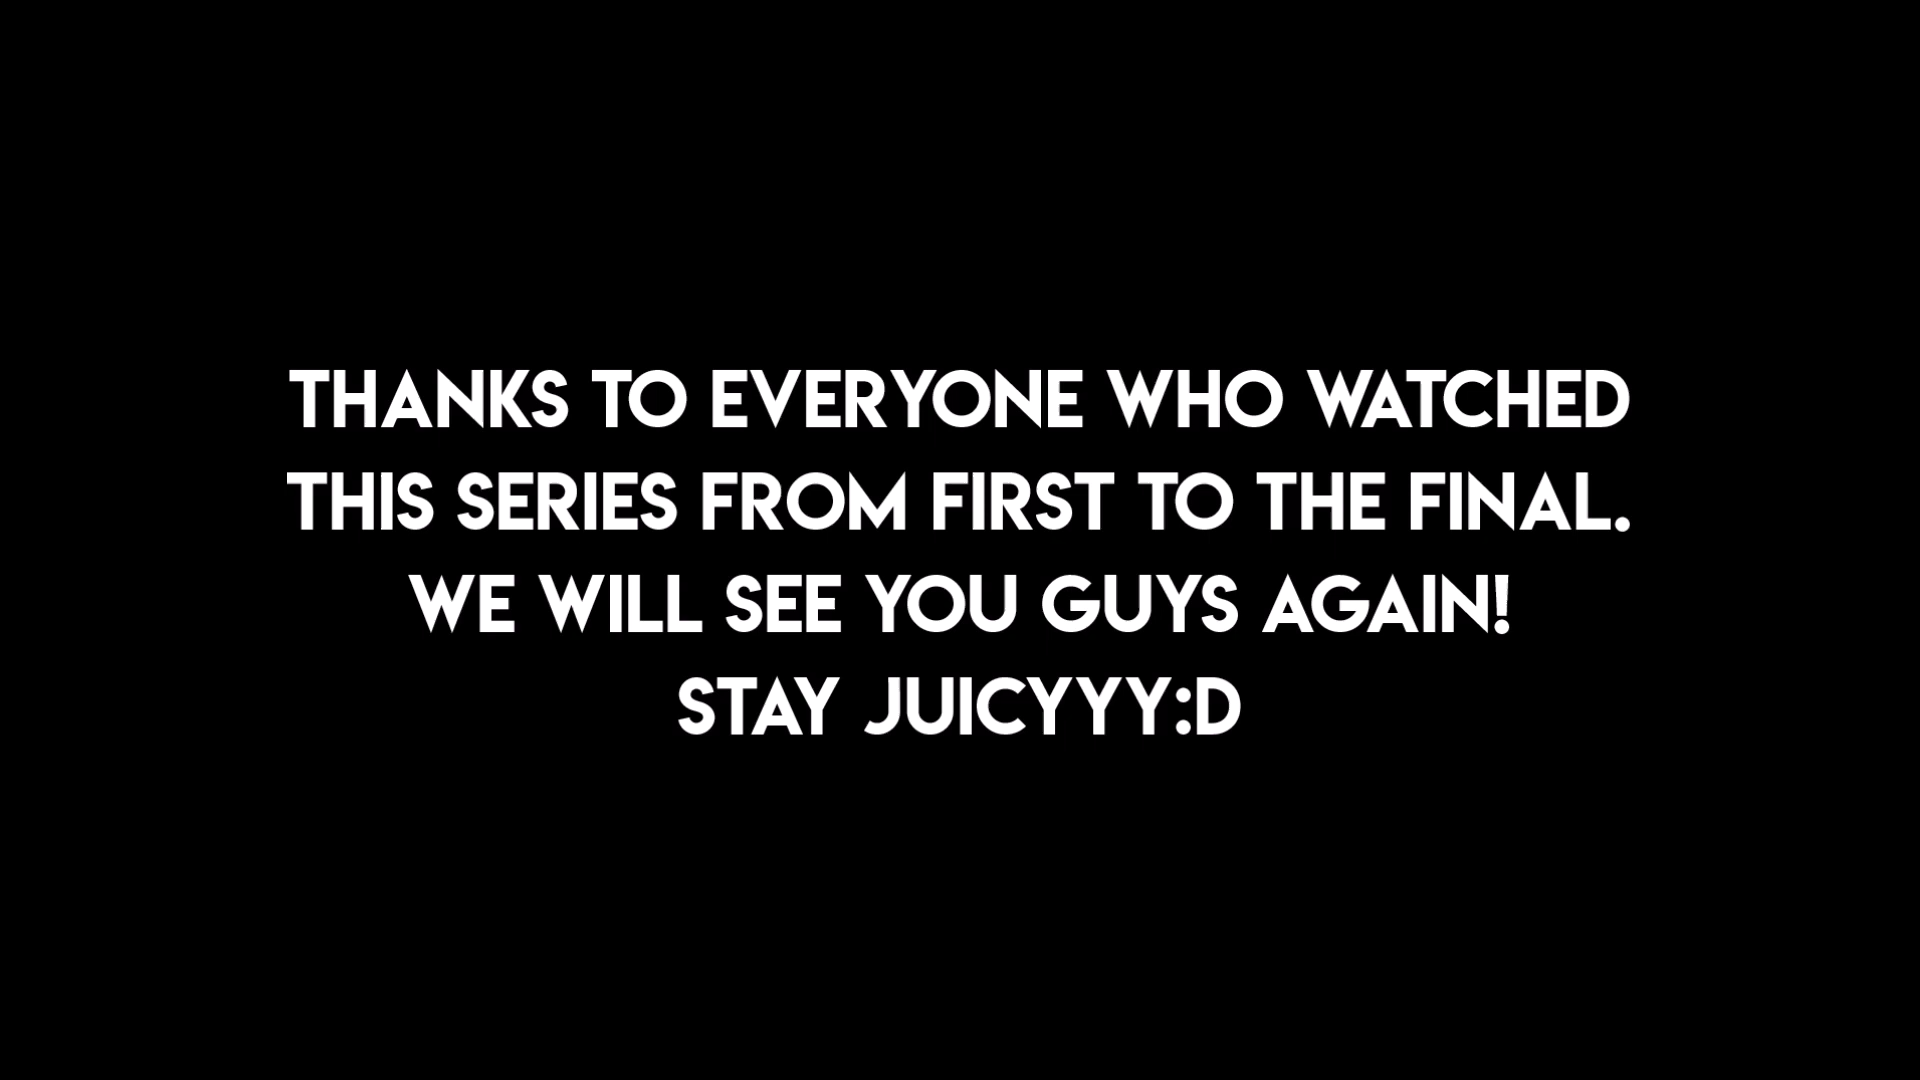 THANKS TO EVERYONE WHO WATCHED
THIS SERIES FROM FIRST TO THE FINAL.
WE WILL SEE YOU GUYS AGAIN!
STAY JUICYYY:D